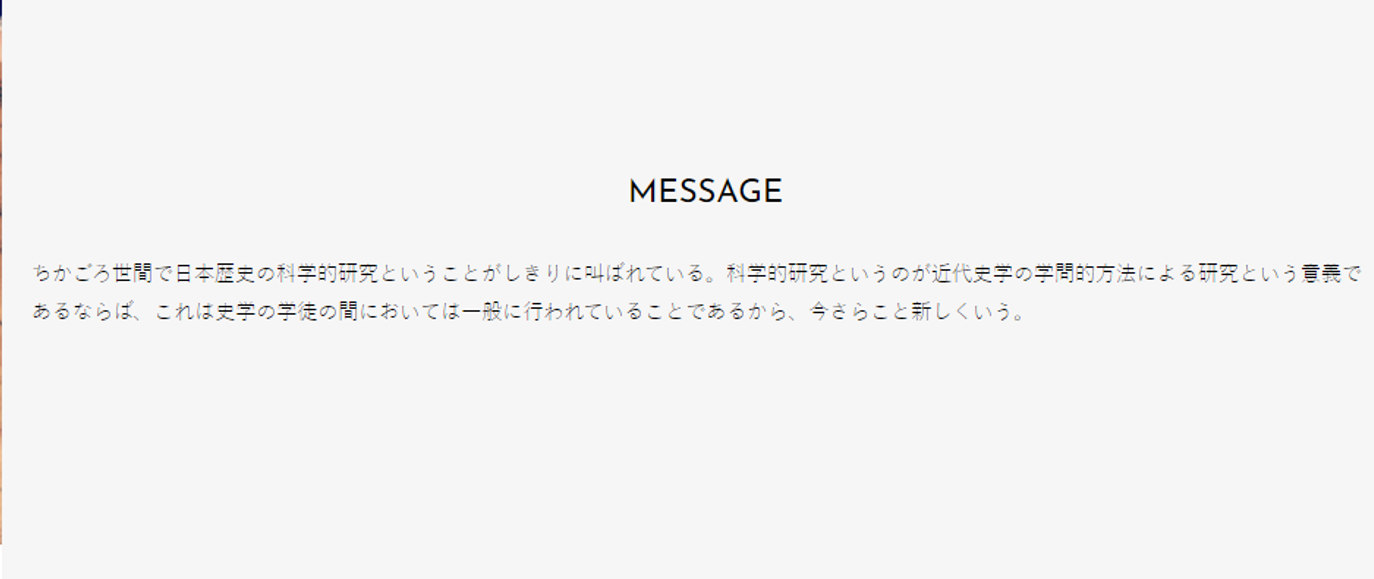 MESSAGE
ちかごろ世間で日本歴史の科学的研究ということがしきりに叫ばれている。科学的研究というのが近代史学の学問的方法による研究という意義で
あるならば、これは史学の学徒の間においては一般に行われていることであるから、今さらこと新しくいう。